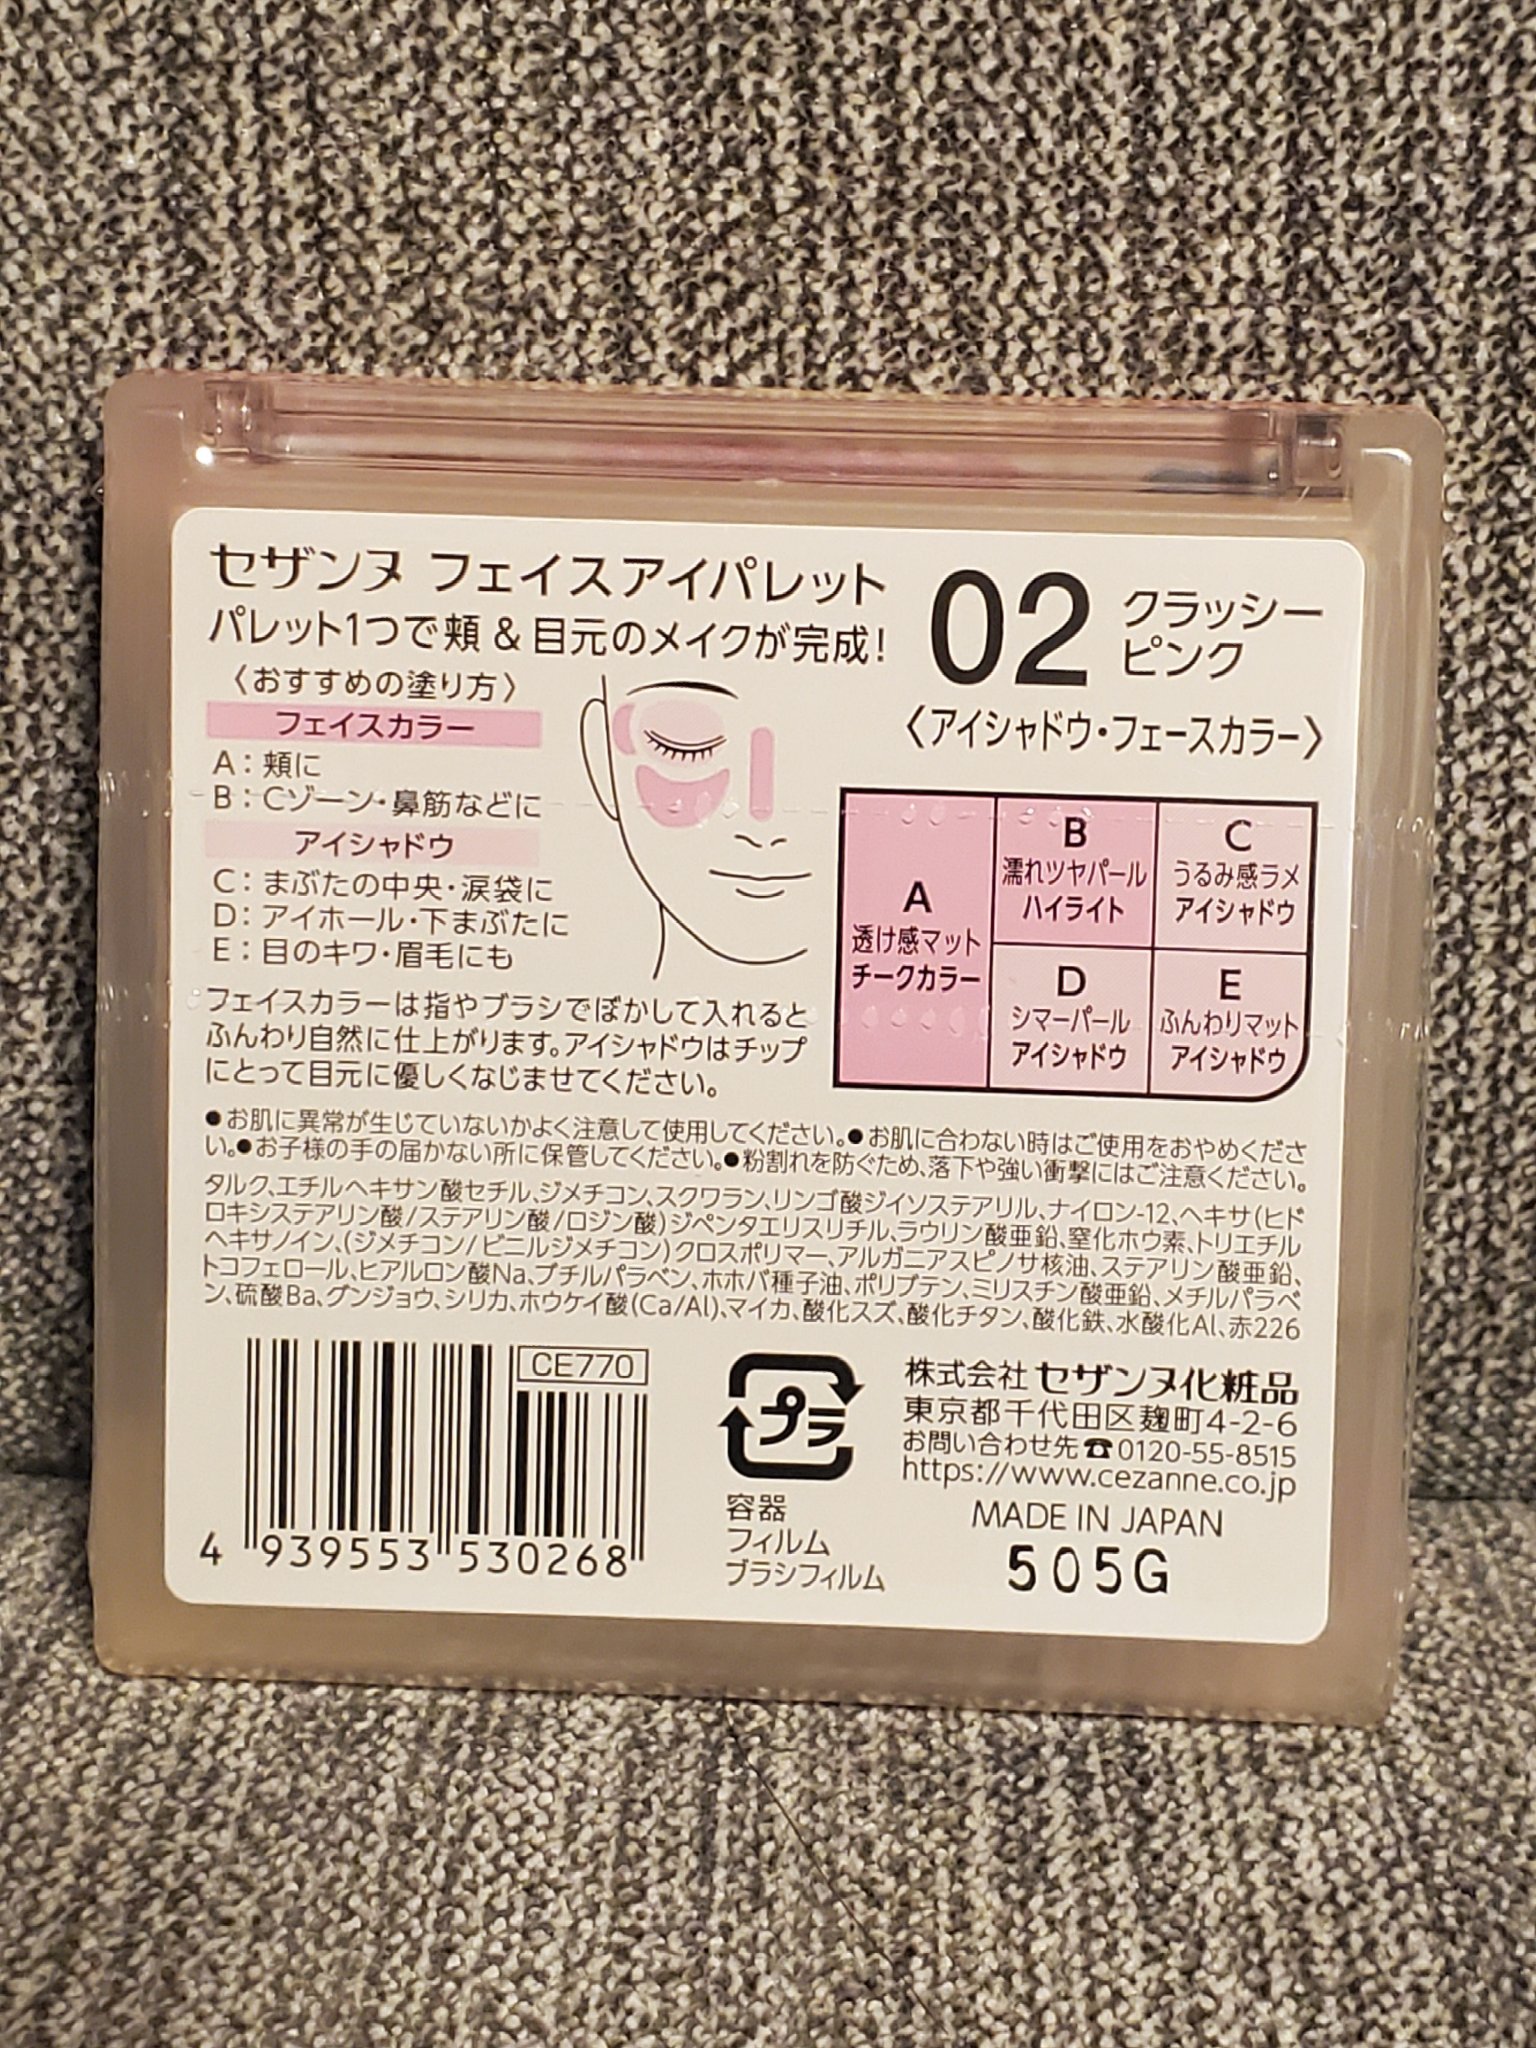 セザンヌ フェイスアイパレット
パレット1つで頬 & 目元のメイクが完成!
02 クラッシー
ピンク
〈アイシャドウ・フェースカラー〉
〈おすすめの塗り方〉
フェイスカラー
A：頬に
B：Cゾーン・鼻筋などに
アイシャドウ
C：まぶたの中央・涙袋に
D：アイホール・下まぶたに
E：目のキワ・眉毛にも
A
透け感マット
チークカラー
B
濡れツヤパール
ハイライト
C
うるみ感ラメ
アイシャドウ
D
シマーパール
アイシャドウ
E
ふんわりマット
アイシャドウ
フェイスカラーは指やブラシでぼかして入れると
ふんわり自然に仕上がります。アイシャドウはチップ
にとって目元に優しくなじませてください。
●お肌に異常が生じていないかよく注意して使用してください。●お肌に合わない時はご使用をおやめくださ
い。●お子様の手の届かない所に保管してください。●粉割れを防ぐため、落下や強い衝撃にはご注意ください。
タルク、エチルヘキサン酸セチル、ジメチコン、スクワラン、リンゴ酸ジイソステアリル、ナイロン-12、ヘキサ(ヒド
ロキシステアリン酸/ステアリン酸/ロジン酸)ジペンタエリスリチル、ラウリン酸亜鉛、窒化ホウ素、トリエチル
ヘキサノイン、(ジメチコン/ビニルジメチコン)クロスポリマー、アルガニアスピノサ核油、ステアリン酸亜鉛、
トコフェロール、ヒアルロン酸Na、ブチルパラベン、ホホバ種子油、ポリブテン、ミリスチン酸亜鉛、メチルパラベ
ン、硫酸Ba、グンジョウ、シリカ、ホウケイ酸(Ca/Al)、マイカ、酸化スズ、酸化チタン、酸化鉄、水酸化Al、赤226
CE770
4 939553 530268
プラ
容器
フィルム
ブラシフィルム
株式会社 セザンヌ化粧品
東京都千代田区麹町4-2-6
お問い合わせ先☎0120-55-8515
https://www.cezanne.co.jp
MADE IN JAPAN
505G